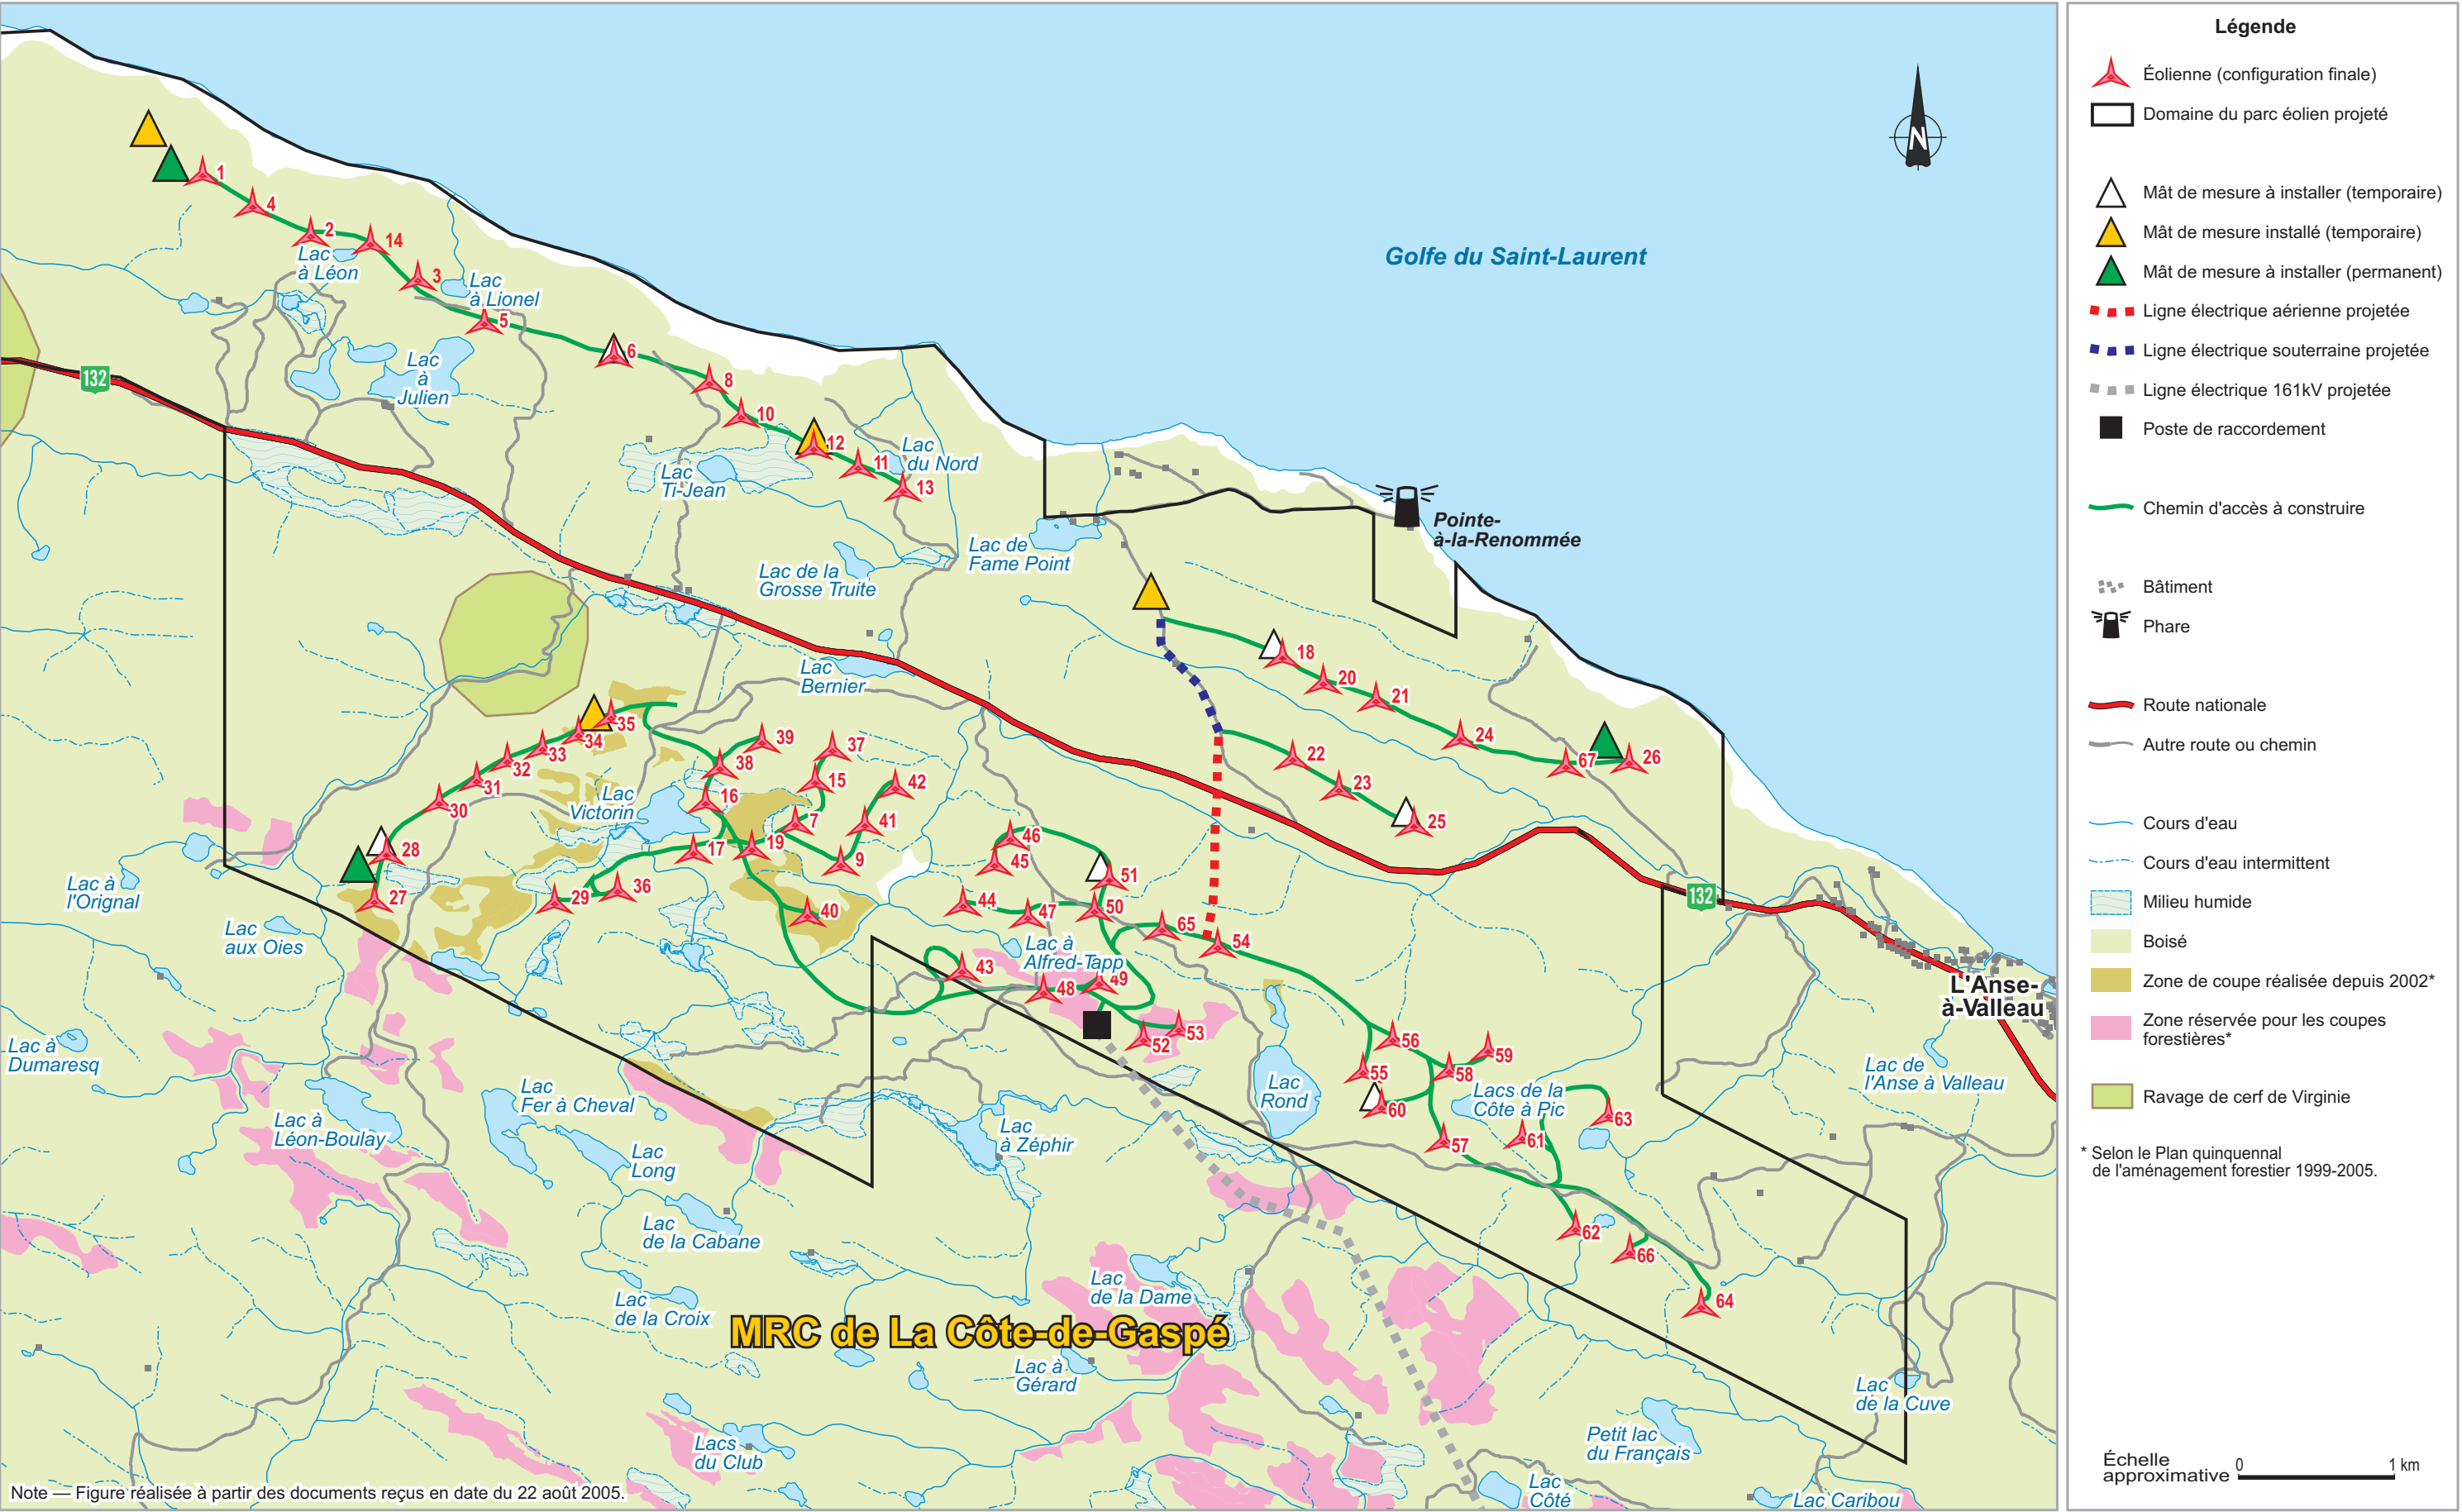 Golfe du Saint-Laurent
N
1
4
2
14
Lac
à Léon
3
Lac
à Lionel
5
6
Lac
à
Julien
132
8
10
12
11
13
Lac
du Nord
Lac
Ti-Jean
Pointe-
à-la-Renommée
Lac de
Fame Point
Lac de la
Grosse Truite
Lac
Bernier
18
20
21
24
67
26
22
23
25
35
34
33
32
31
30
28
27
39
38
37
15
16
42
7
41
19
17
9
Lac
Victorin
29
36
40
46
45
51
44
47
50
65
54
Lac à
Alfred-Tapp
43
48
49
52
53
132
Lac à
l'Orignal
Lac
aux Oies
L'Anse-
à-Valleau
Lac à
Dumaresq
Lac à
Léon-Boulay
Lac
Fer à Cheval
Lac
Long
Lac
à Zéphir
Lac
Rond
56
55
58
59
60
57
Lacs de la
Côte à Pic
61
63
62
66
64
Lac de
l'Anse à Valleau
Lac
de la Cabane
Lac
de la Croix
Lac
de la Dame
MRC de La Côte-de-Gaspé
Lac à
Gérard
Lacs
du Club
Lac
de la Cuve
Petit lac
du Français
Lac
Côté
Lac Caribou
Note — Figure réalisée à partir des documents reçus en date du 22 août 2005.
Légende
Éolienne (configuration finale)
Domaine du parc éolien projeté
Mât de mesure à installer (temporaire)
Mât de mesure installé (temporaire)
Mât de mesure à installer (permanent)
Ligne électrique aérienne projetée
Ligne électrique souterraine projetée
Ligne électrique 161kV projetée
Poste de raccordement
Chemin d'accès à construire
Bâtiment
Phare
Route nationale
Autre route ou chemin
Cours d'eau
Cours d'eau intermittent
Milieu humide
Boisé
Zone de coupe réalisée depuis 2002*
Zone réservée pour les coupes
forestières*
Ravage de cerf de Virginie
* Selon le Plan quinquennal
de l'aménagement forestier 1999-2005.
Échelle
approximative
0 1 km